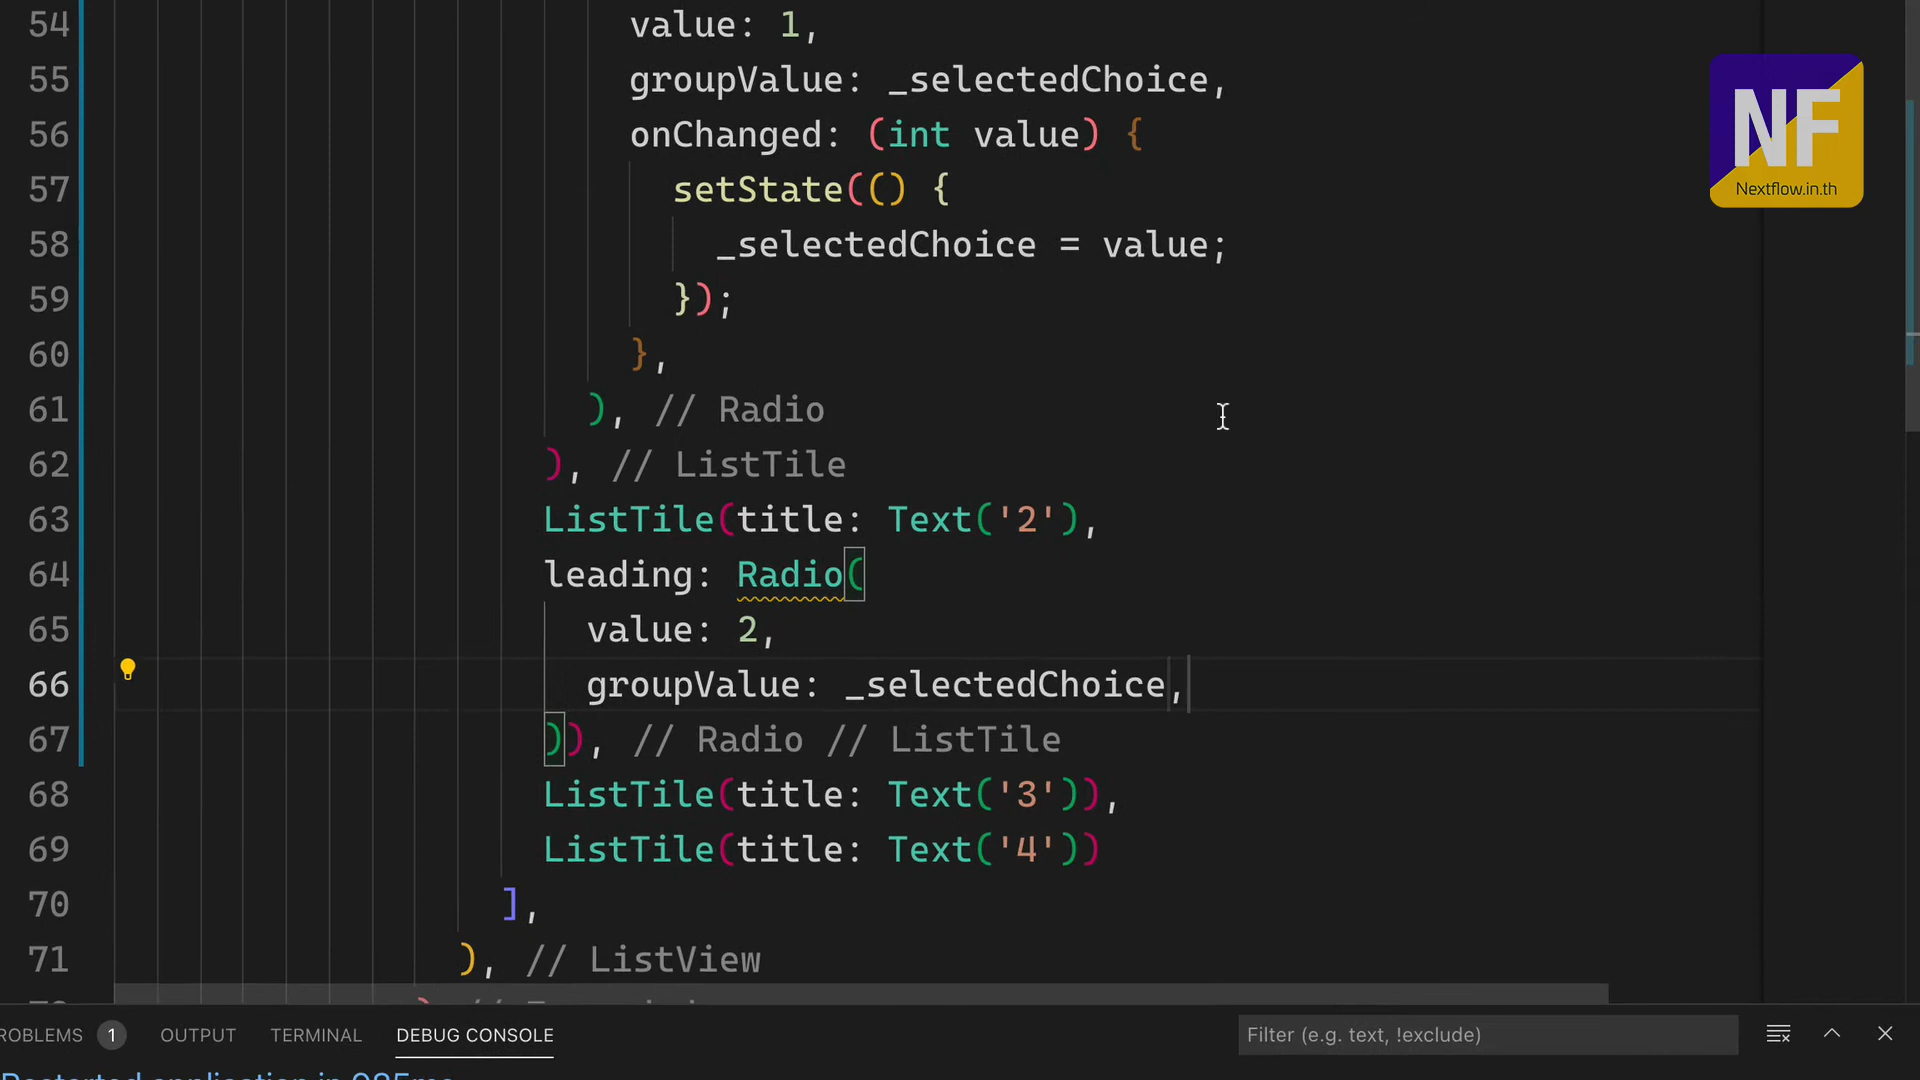 54 value: 1,
55 groupValue: _selectedChoice,
56 onChanged: (int value) {
57 setState(() {
58 _selectedChoice = value;
59 });
60 },
61 ), // Radio
62 ), // ListTile
63 ListTile(title: Text('2'),
64 leading: Radio(
65 value: 2,
66 groupValue: _selectedChoice,
67 )), // Radio // ListTile
68 ListTile(title: Text('3')),
69 ListTile(title: Text('4'))
70 ],
71 ), // ListView
NF
Nextflow.in.th
ROBLEMS 1 OUTPUT TERMINAL DEBUG CONSOLE Filter (e.g. text, !exclude)
Restarted application in